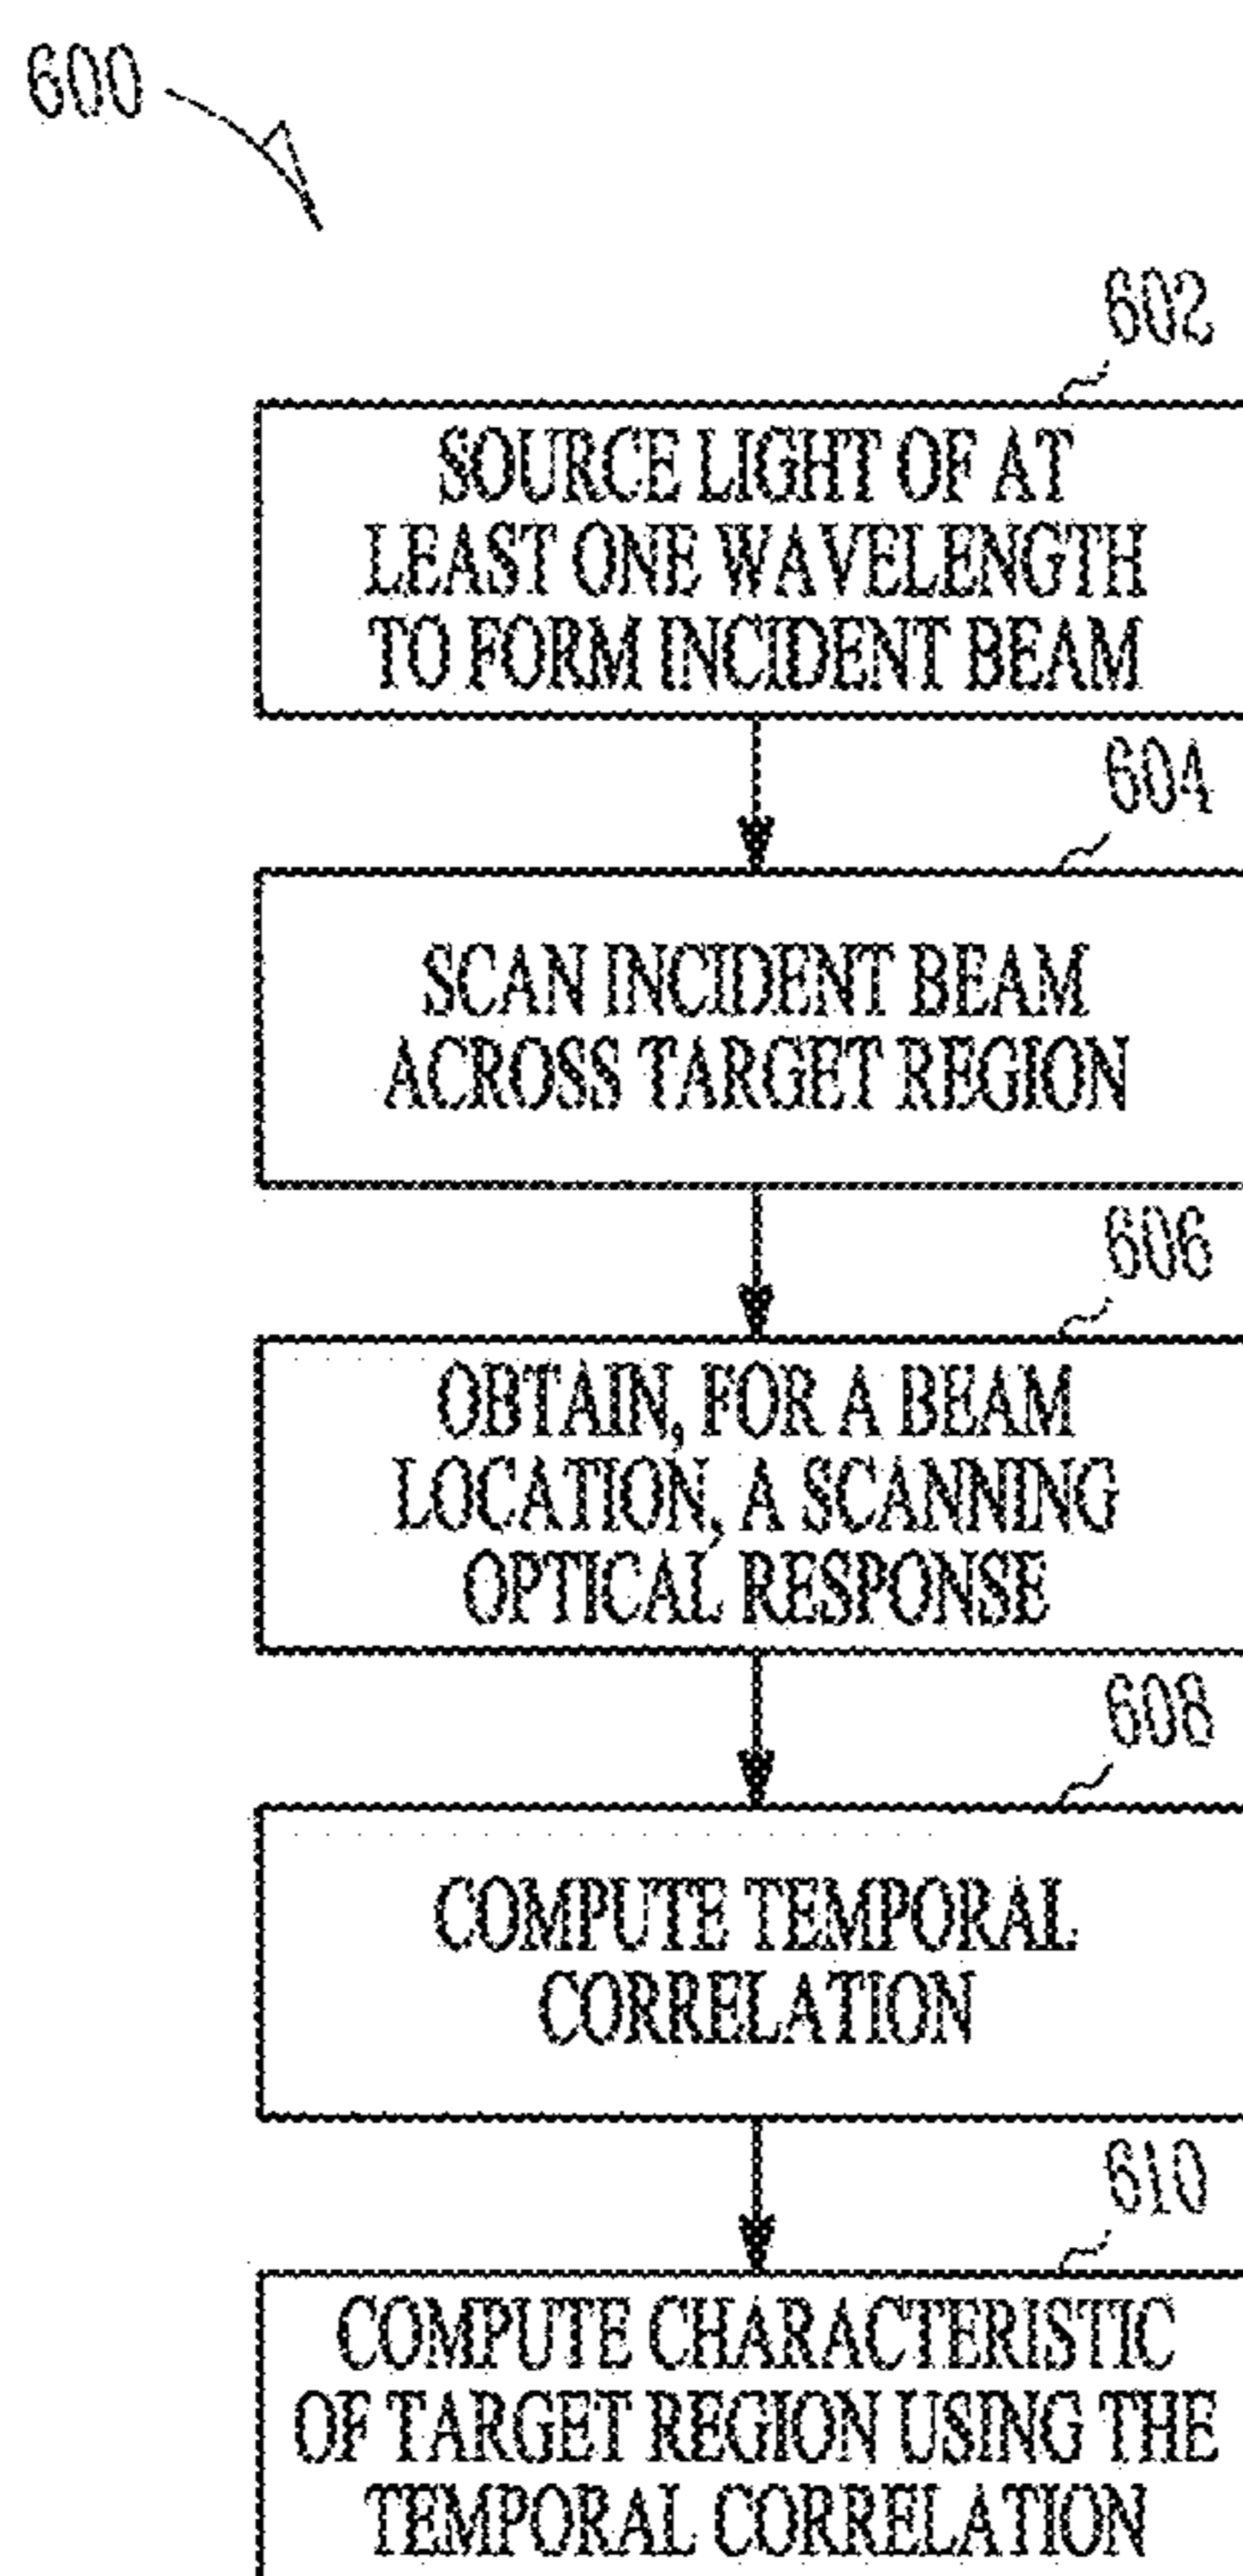 600
602
SOURCE LIGHT OF AT
LEAST ONE WAVELENGTH
TO FORM INCIDENT BEAM
604
SCAN INCIDENT BEAM
ACROSS TARGET REGION
606
OBTAIN, FOR A BEAM
LOCATION, A SCANNING
OPTICAL RESPONSE
608
COMPUTE TEMPORAL
CORRELATION
610
COMPUTE CHARACTERISTIC
OF TARGET REGION USING THE
TEMPORAL CORRELATION